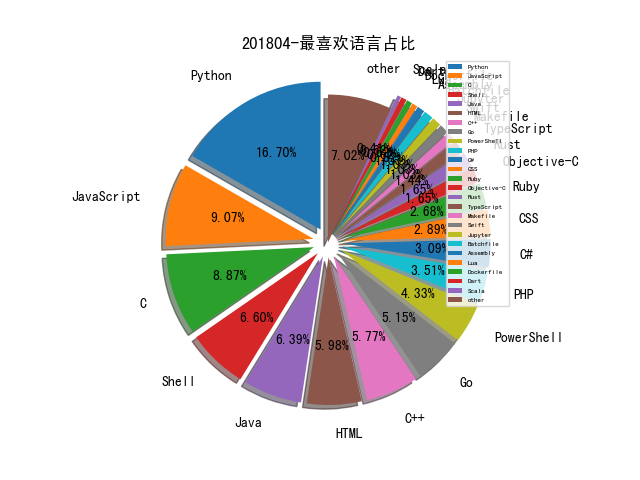 201804-最喜欢语言占比
Python
JavaScript
C
Shell
Java
HTML
C++
Go
PowerShell
PHP
C#
CSS
Ruby
Objective-C
Rust
TypeScript
Makefile
other
16.70%
9.07%
8.87%
6.60%
6.39%
5.98%
5.77%
5.15%
4.33%
3.51%
3.09%
2.89%
2.68%
1.65%
1.65%
1.44%
7.02%
Python
JavaScript
C
Shell
Java
HTML
C++
Go
PowerShell
PHP
C#
CSS
Ruby
Objective-C
Rust
TypeScript
Makefile
Swift
Jupyter
Batchfile
Assembly
Lua
Dockerfile
Dart
Scala
other